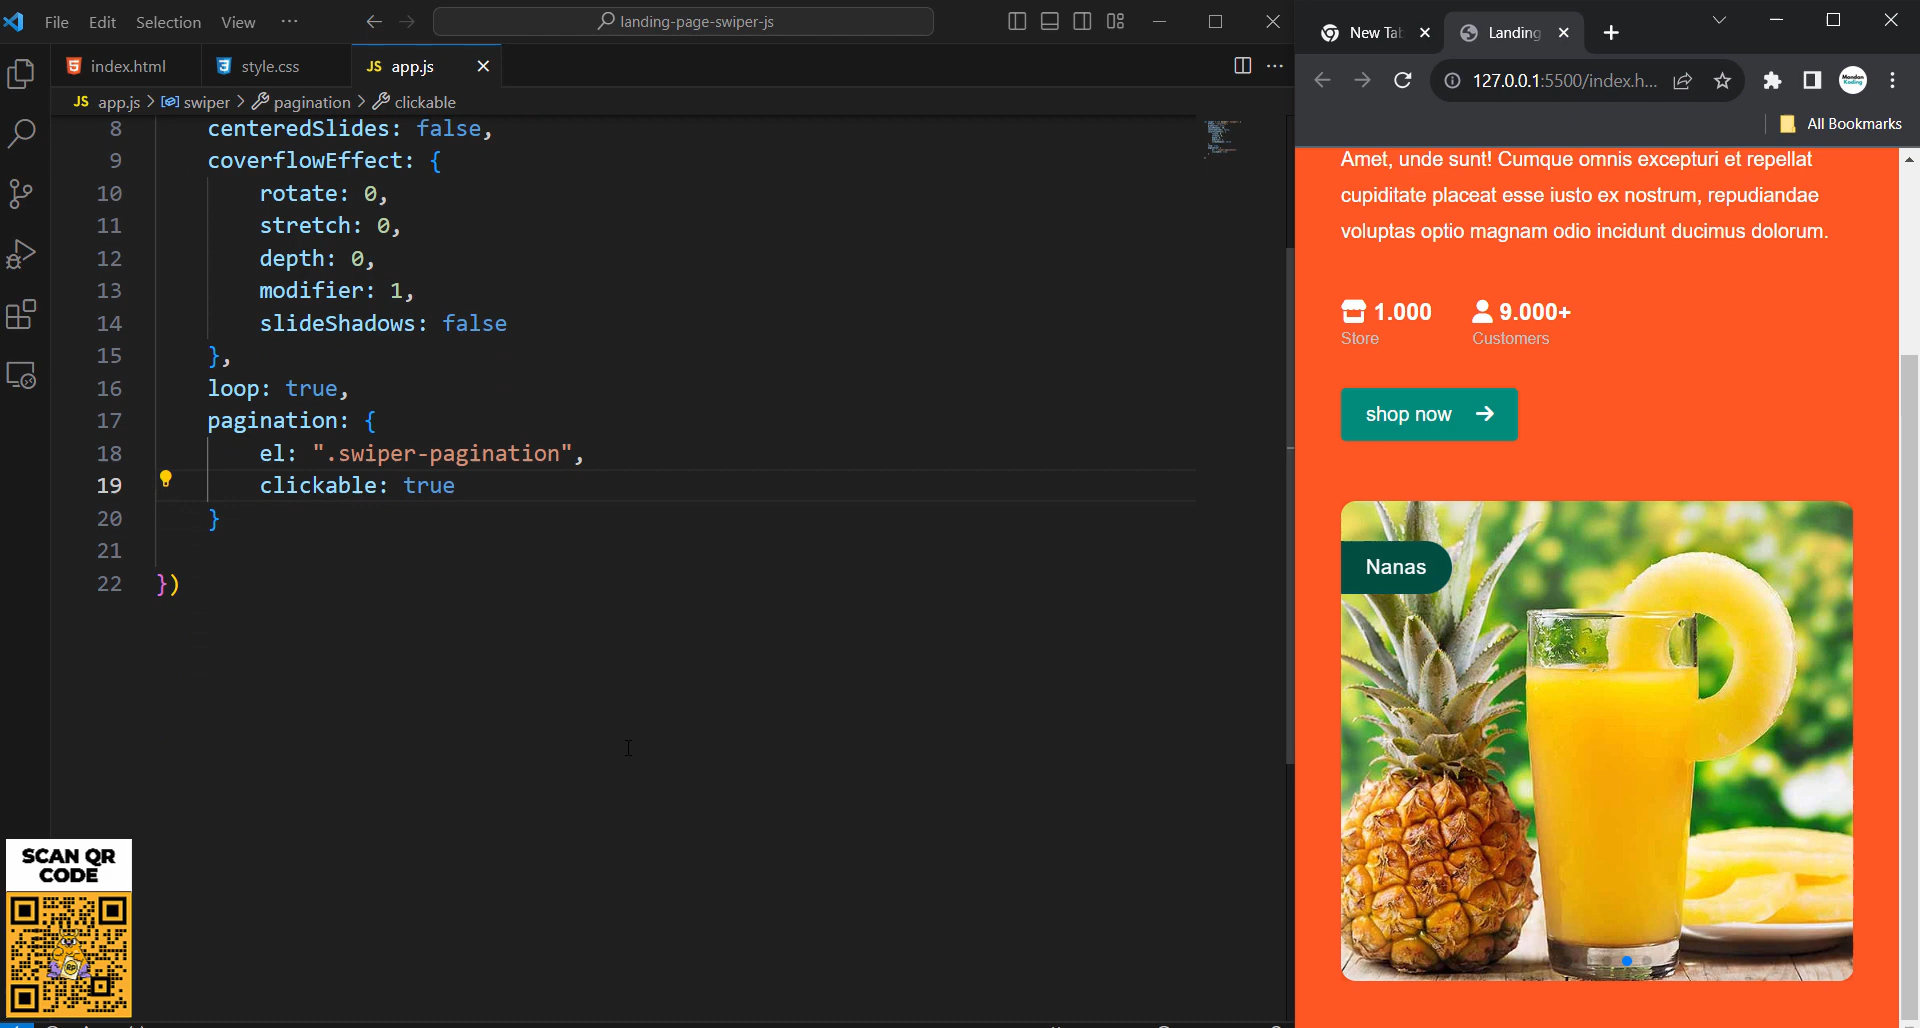 File Edit Selection View ···
landing-page-swiper-js
index.html
style.css
JS app.js
JS app.js > swiper > pagination > clickable
8 centeredSlides: false,
9 coverflowEffect: {
10 rotate: 0,
11 stretch: 0,
12 depth: 0,
13 modifier: 1,
14 slideShadows: false
15 },
16 loop: true,
17 pagination: {
18 el: ".swiper-pagination",
19 clickable: true
20 }
21
22 })
SCAN QR
CODE
New Tab
Landing
127.0.0.1:5500/index.h...
All Bookmarks
Amet, unde sunt! Cumque omnis excepturi et repellat
cupiditate placeat esse iusto ex nostrum, repudiandae
voluptas optio magnam odio incidunt ducimus dolorum.
1.000
Store
9.000+
Customers
shop now
Nanas